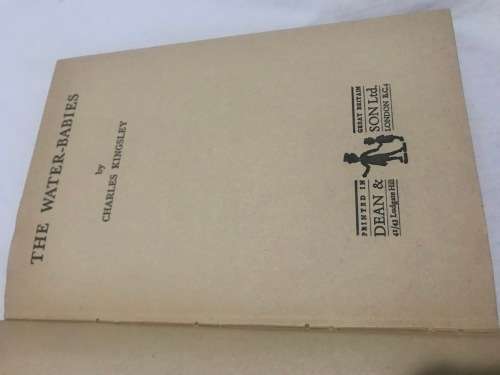 THE WATER-BABIES
by
CHARLES KINGSLEY
PRINTED IN GREAT BRITAIN
DEAN & SON Ltd.
41/43 Ludgate Hill LONDON E.C.4